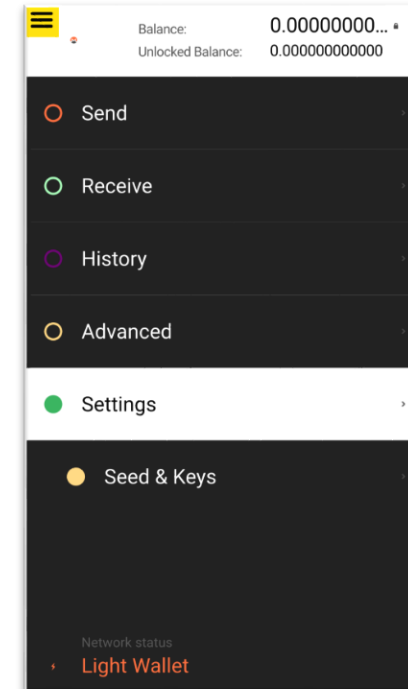 Balance: 0.00000000...
Unlocked Balance: 0.000000000000
Send
Receive
History
Advanced
Settings
Seed & Keys
Network status
Light Wallet